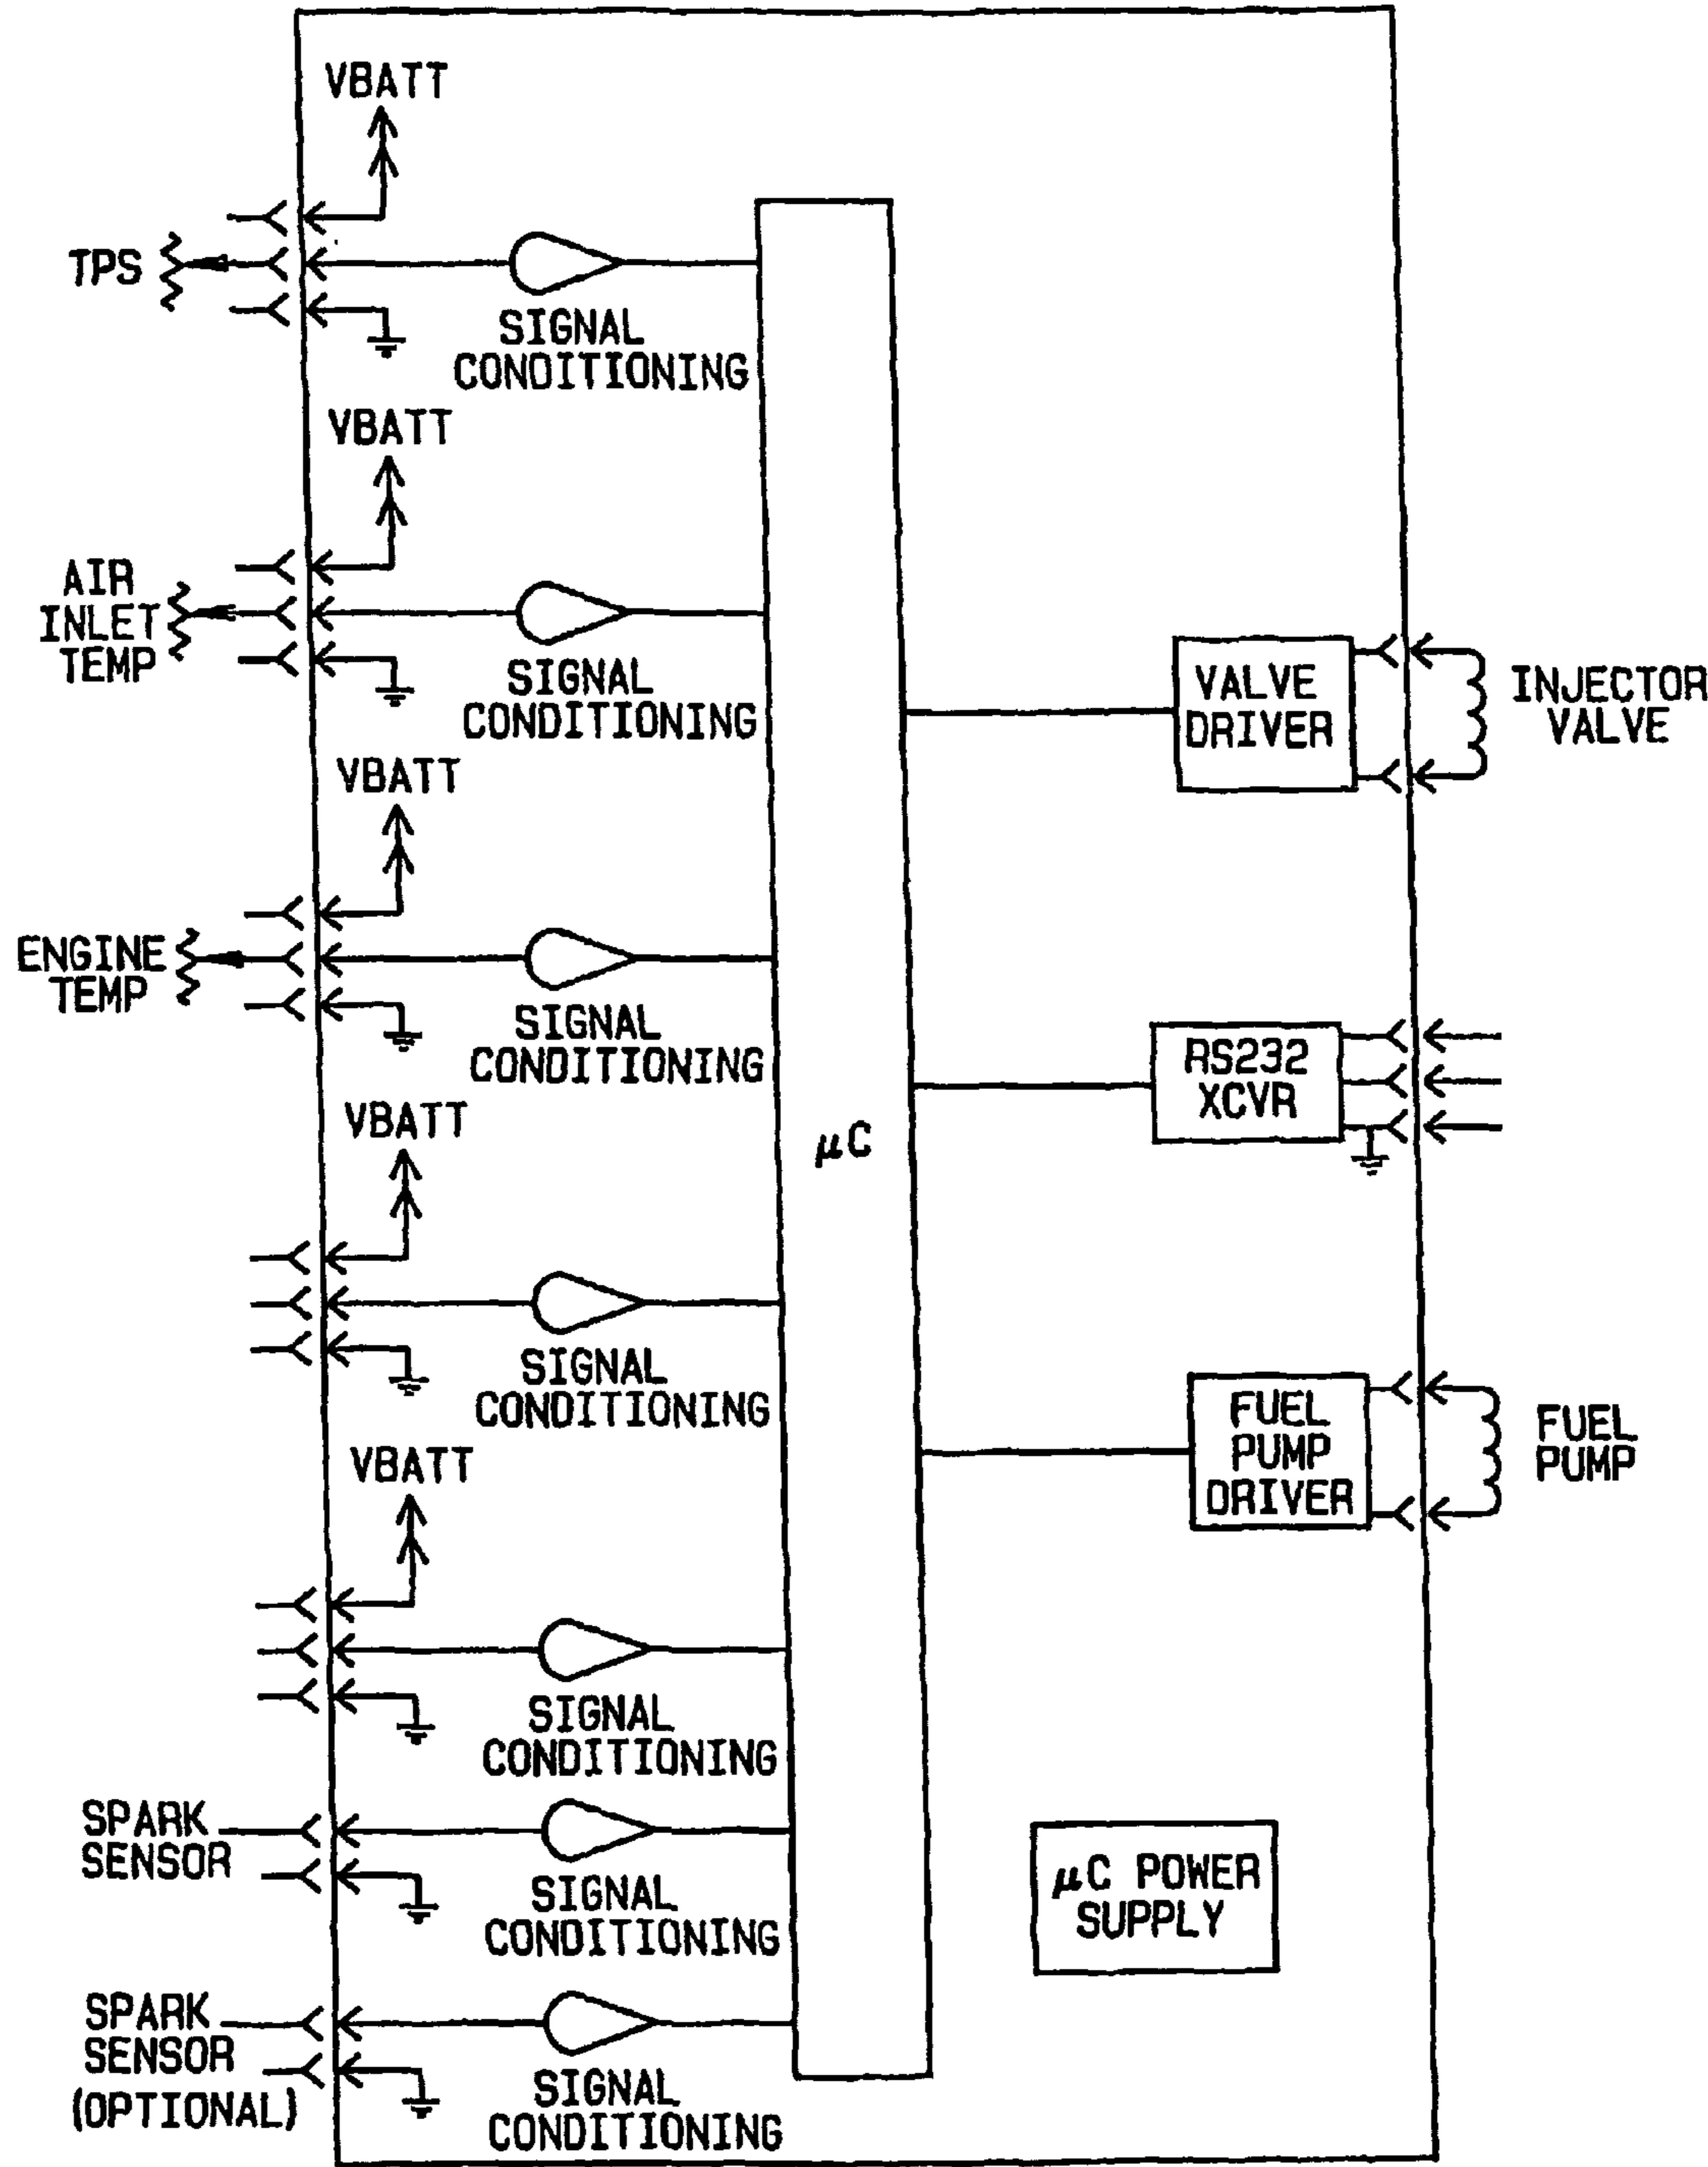 VBATT
TPS
SIGNAL
CONDITIONING
VBATT
AIR
INLET
TEMP
SIGNAL
CONDITIONING
VALVE
DRIVER
INJECTOR
VALVE
VBATT
ENGINE
TEMP
SIGNAL
CONDITIONING
RS232
XCVR
VBATT
μC
SIGNAL
CONDITIONING
FUEL
PUMP
DRIVER
FUEL
PUMP
VBATT
SIGNAL
CONDITIONING
SPARK
SENSOR
SIGNAL
CONDITIONING
μC POWER
SUPPLY
SPARK
SENSOR
(OPTIONAL)
SIGNAL
CONDITIONING